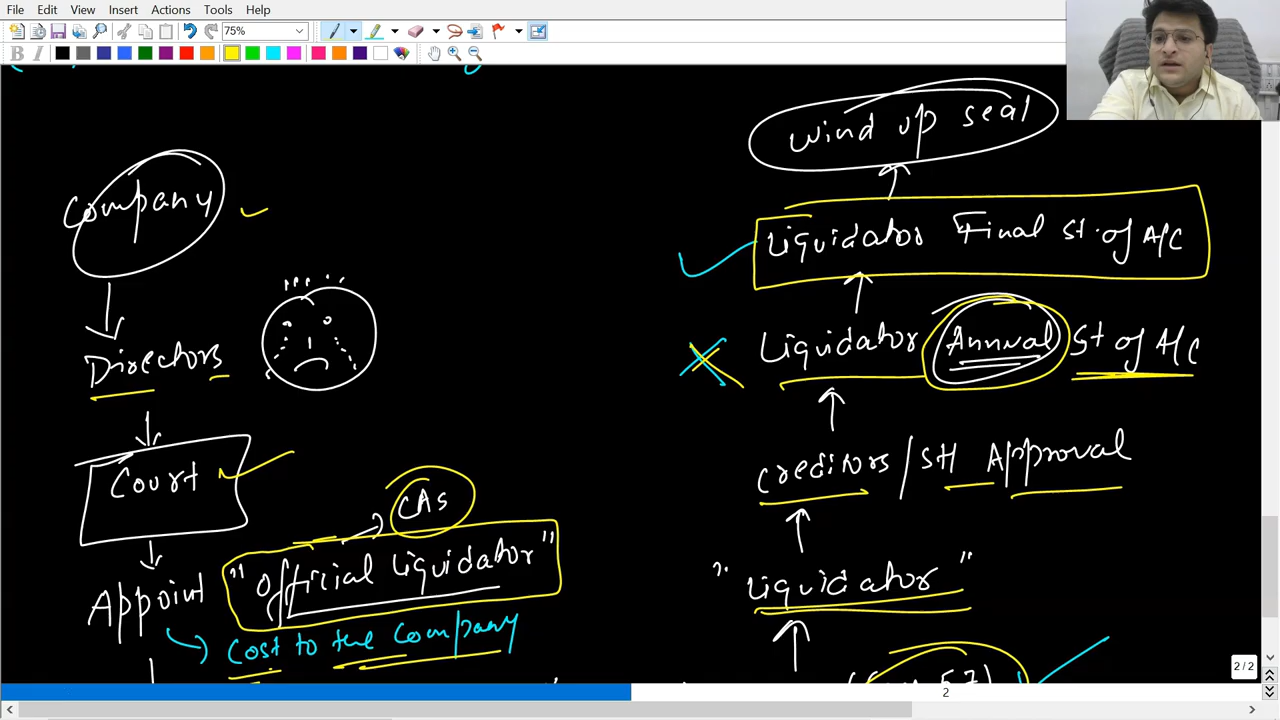 File Edit View Insert Actions Tools Help
75%
B I
Company
Directors
Court
Appoint "Official Liquidator"
CAs
Cost to the Company
Wind up seal
Liquidator Final St. of A/C
Liquidator Annual St of A/C
Creditors / SH Approval
"Liquidator"
57)
2/2
2